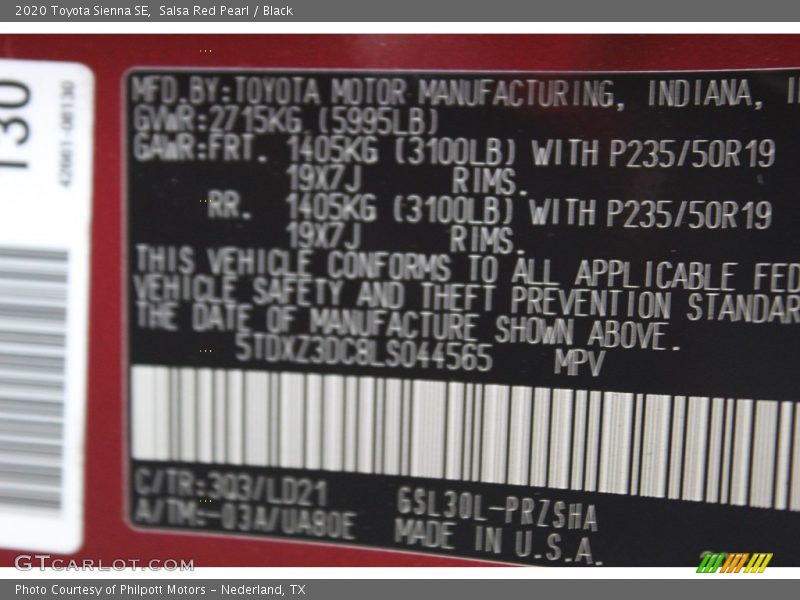 2020 Toyota Sienna SE, Salsa Red Pearl / Black
130
42661-08130
MFD.BY:TOYOTA MOTOR MANUFACTURING, INDIANA,
GVWR:2715KG (5995LB)
GAWR:FRT. 1405KG (3100LB) WITH P235/50R19
19X7J RIMS.
RR. 1405KG (3100LB) WITH P235/50R19
19X7J RIMS.
THIS VEHICLE CONFORMS TO ALL APPLICABLE FED
VEHICLE SAFETY AND THEFT PREVENTION STANDAR
THE DATE OF MANUFACTURE SHOWN ABOVE.
5TDXZ3DC8LS044565 MPV
C/TR:3Q3/LD21 GSL30L-PRZSHA
A/TM:-03A/UA80E MADE IN U.S.A.
GTCARLOT.COM
Photo Courtesy of Philpott Motors - Nederland, TX